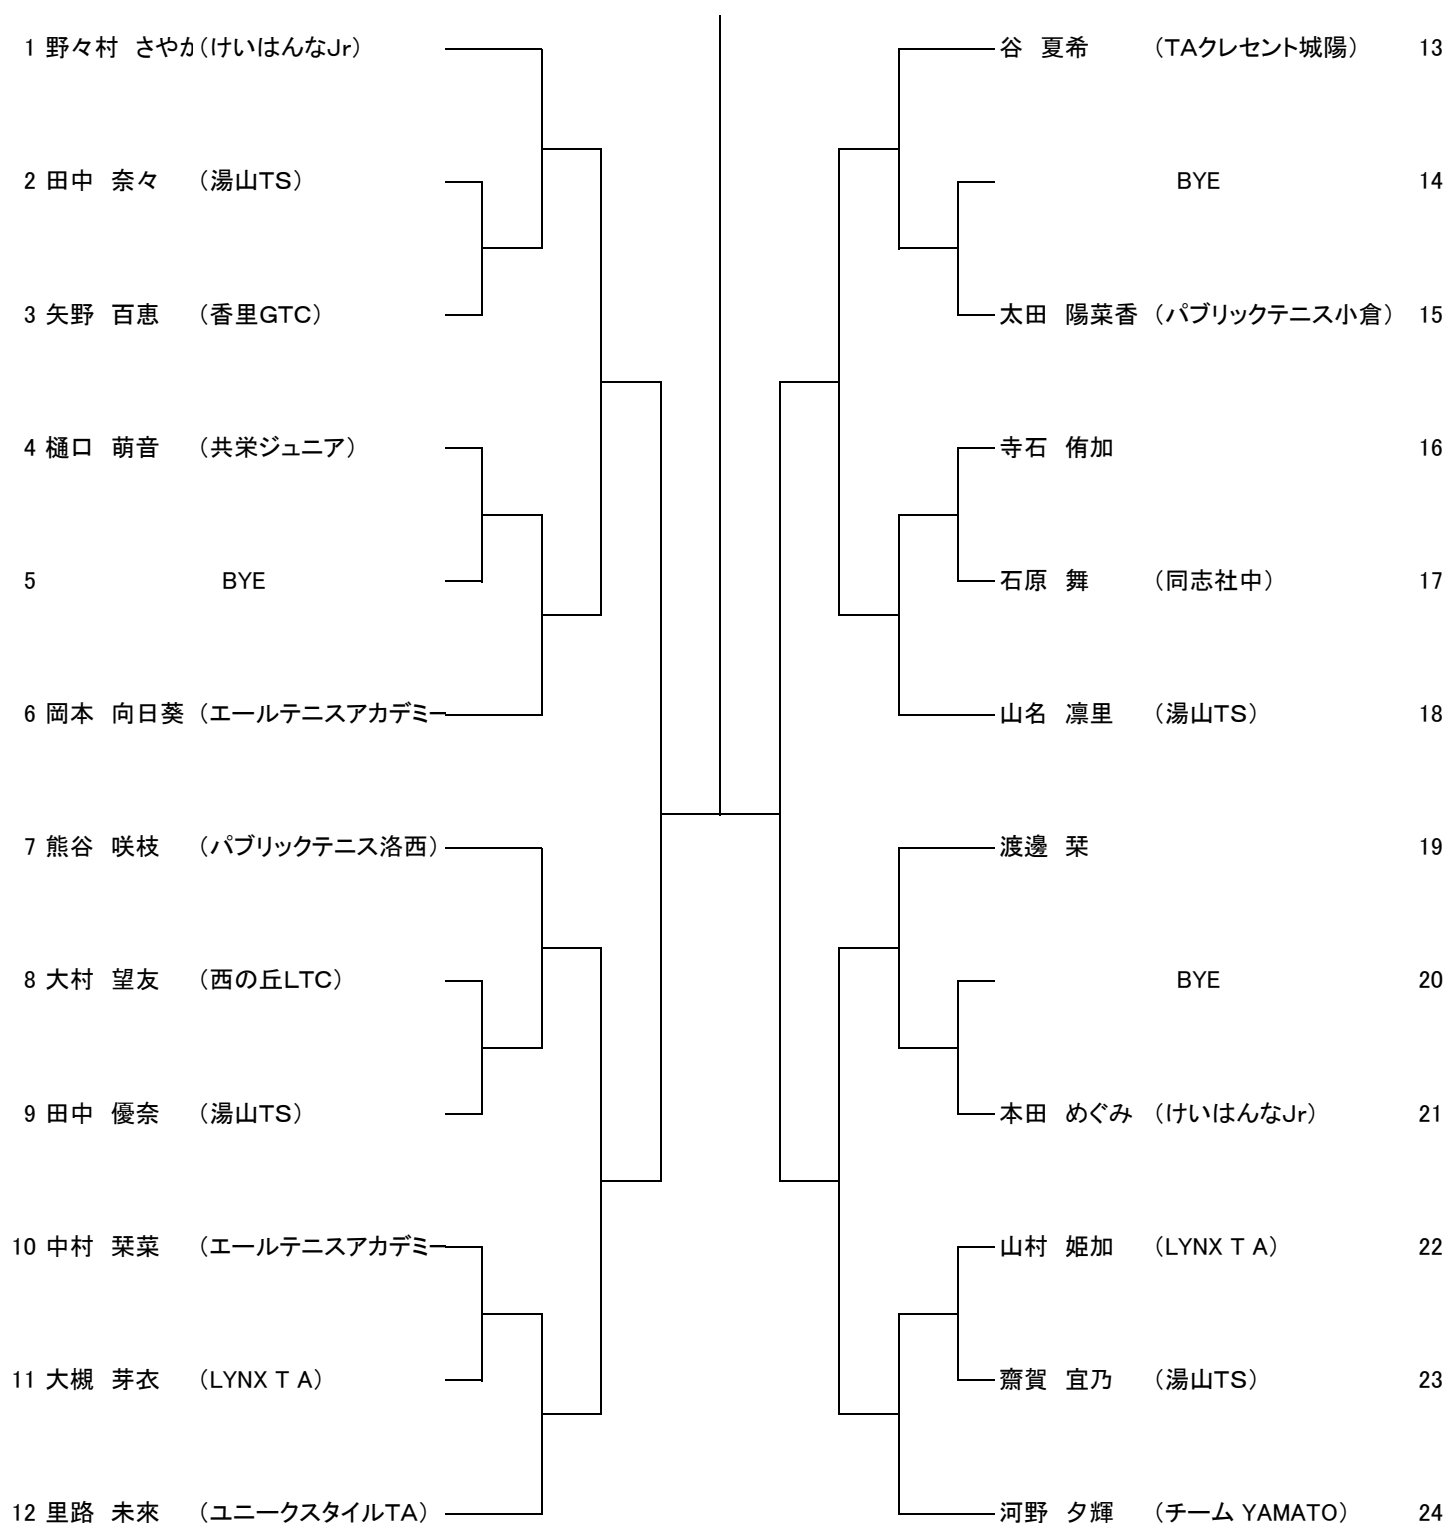 1 野々村 さやか（けいはんなJr）
2 田中 奈々 （湯山TS）
3 矢野 百恵 （香里GTC）
4 樋口 萌音 （共栄ジュニア）
5 BYE
6 岡本 向日葵 （エールテニスアカデミー
7 熊谷 咲枝 （パブリックテニス洛西）
8 大村 望友 （西の丘LTC）
9 田中 優奈 （湯山TS）
10 中村 栞菜 （エールテニスアカデミー
11 大槻 芽衣 （LYNX T A）
12 里路 未來 （ユニークスタイルTA）
谷 夏希 （TAクレセント城陽） 13
BYE 14
太田 陽菜香 （パブリックテニス小倉） 15
寺石 侑加 16
石原 舞 （同志社中） 17
山名 凛里 （湯山TS） 18
渡邊 栞 19
BYE 20
本田 めぐみ （けいはんなJr） 21
山村 姫加 （LYNX T A） 22
齋賀 宜乃 （湯山TS） 23
河野 夕輝 （チーム YAMATO） 24